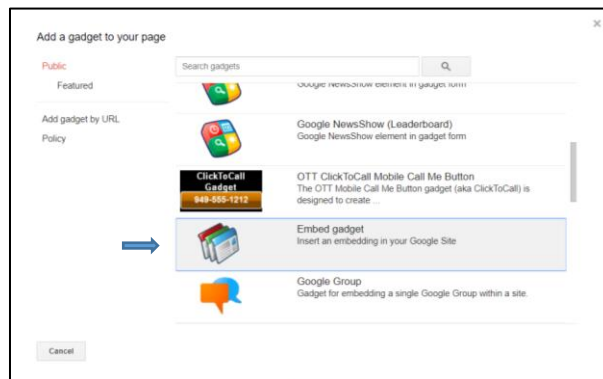 Add a gadget to your page
Public
Featured
Add gadget by URL
Policy
Search gadgets
Google NewsShow element in gadget form
Google NewsShow (Leaderboard)
Google NewsShow element in gadget form
ClickToCall
Gadget
949-555-1212
OTT ClickToCall Mobile Call Me Button
The OTT Mobile Call Me Button gadget (aka ClickToCall) is
designed to create ...
Embed gadget
Insert an embedding in your Google Site
Google Group
Gadget for embedding a single Google Group within a site.
Cancel